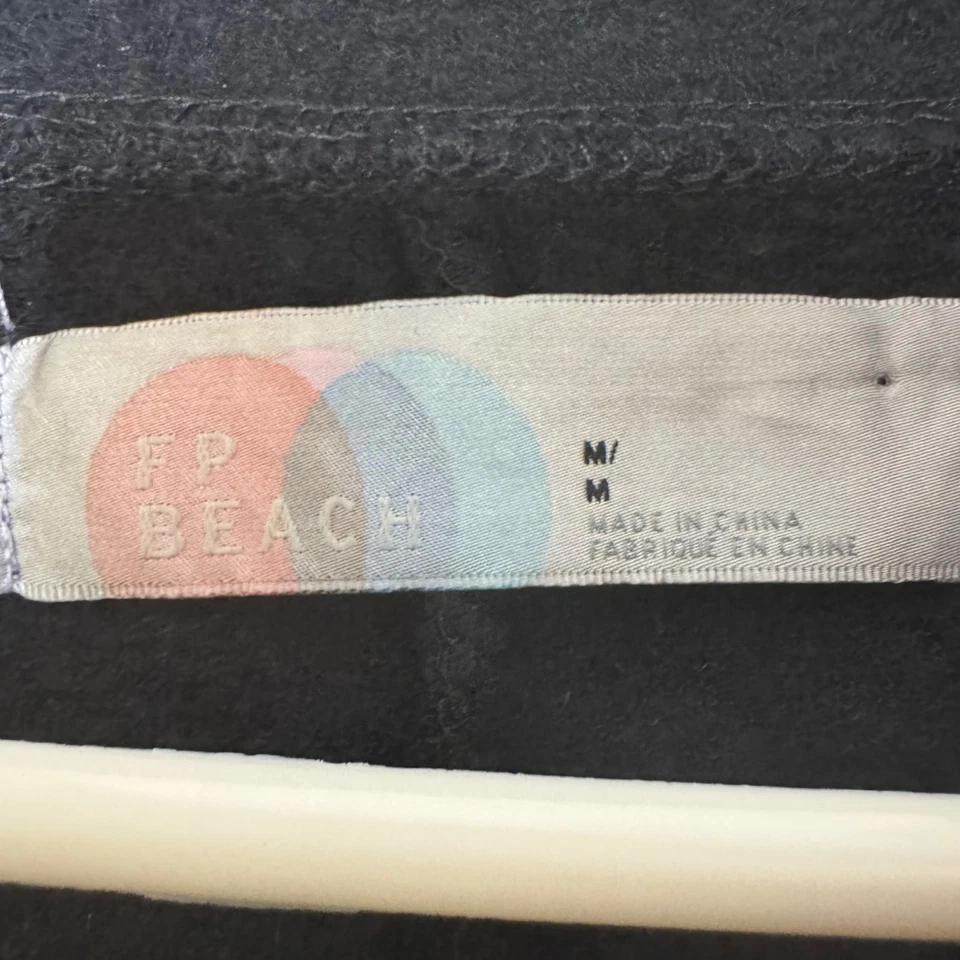 FP
BEACH
M/
M
MADE IN CHINA
FABRIQUÉ EN CHINE